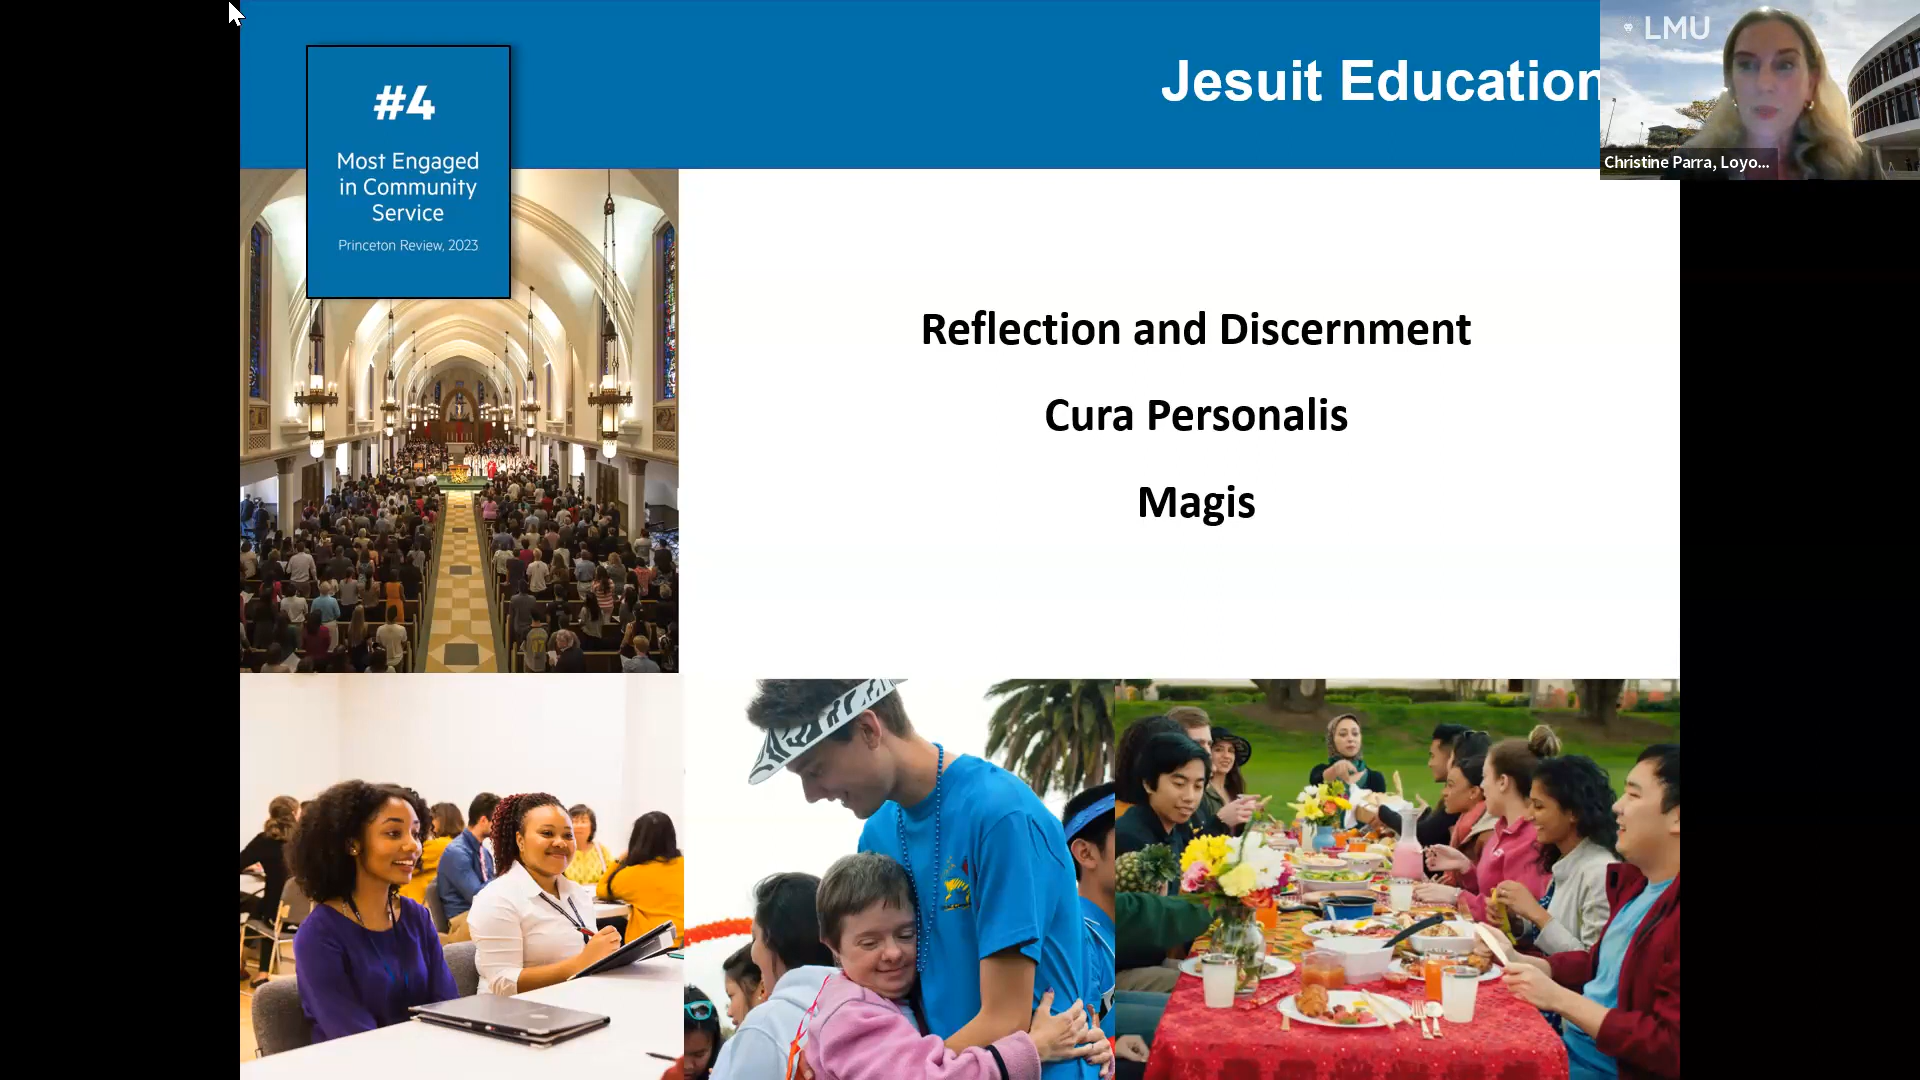 #4
Most Engaged
in Community
Service
Princeton Review, 2023
Jesuit Education
LMU
Christine Parra, Loyo...
Reflection and Discernment
Cura Personalis
Magis